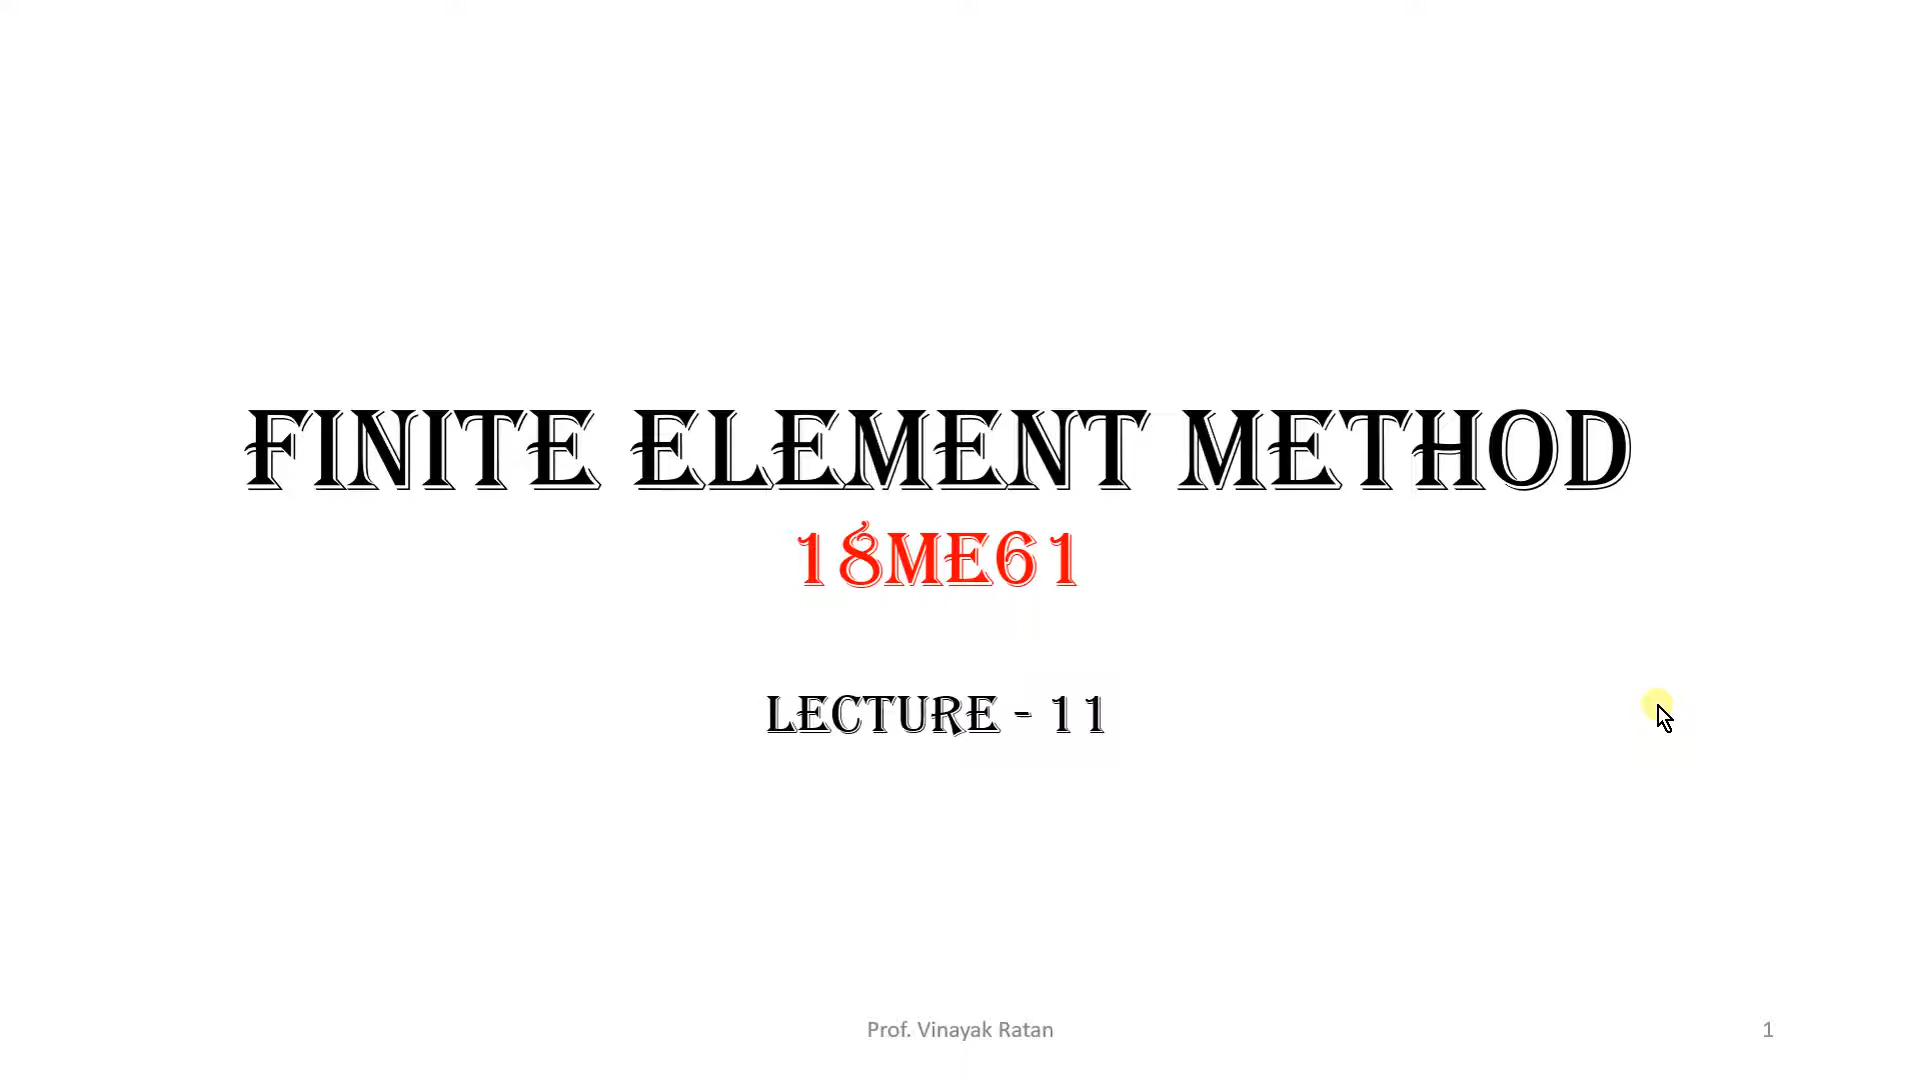 FINITE ELEMENT METHOD
18ME61
LECTURE - 11
Prof. Vinayak Ratan
1